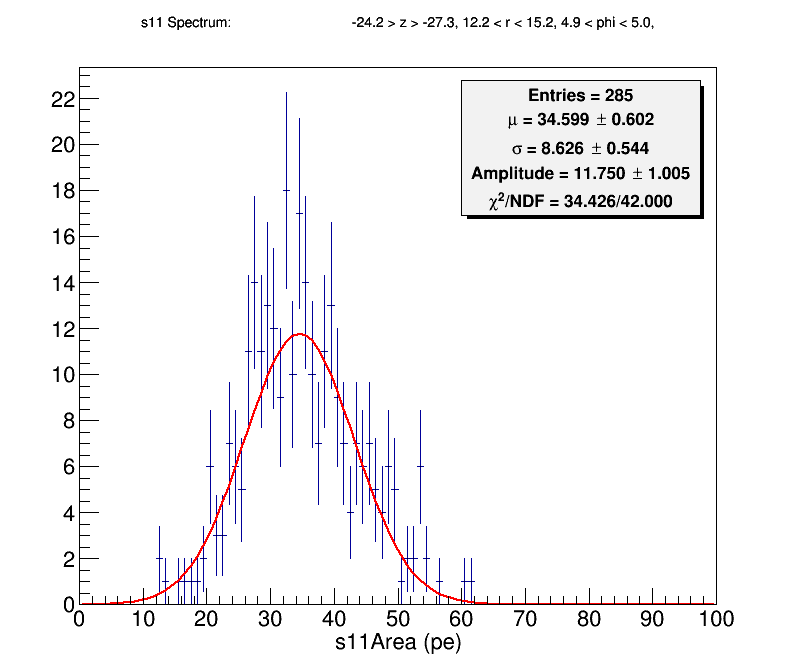 s11 Spectrum: -24.2 > z > -27.3, 12.2 < r < 15.2, 4.9 < phi < 5.0,
Entries = 285
μ = 34.599 ± 0.602
σ = 8.626 ± 0.544
Amplitude = 11.750 ± 1.005
χ²/NDF = 34.426/42.000
22
20
18
16
14
12
10
8
6
4
2
0
0 10 20 30 40 50 60 70 80 90 100
s11Area (pe)